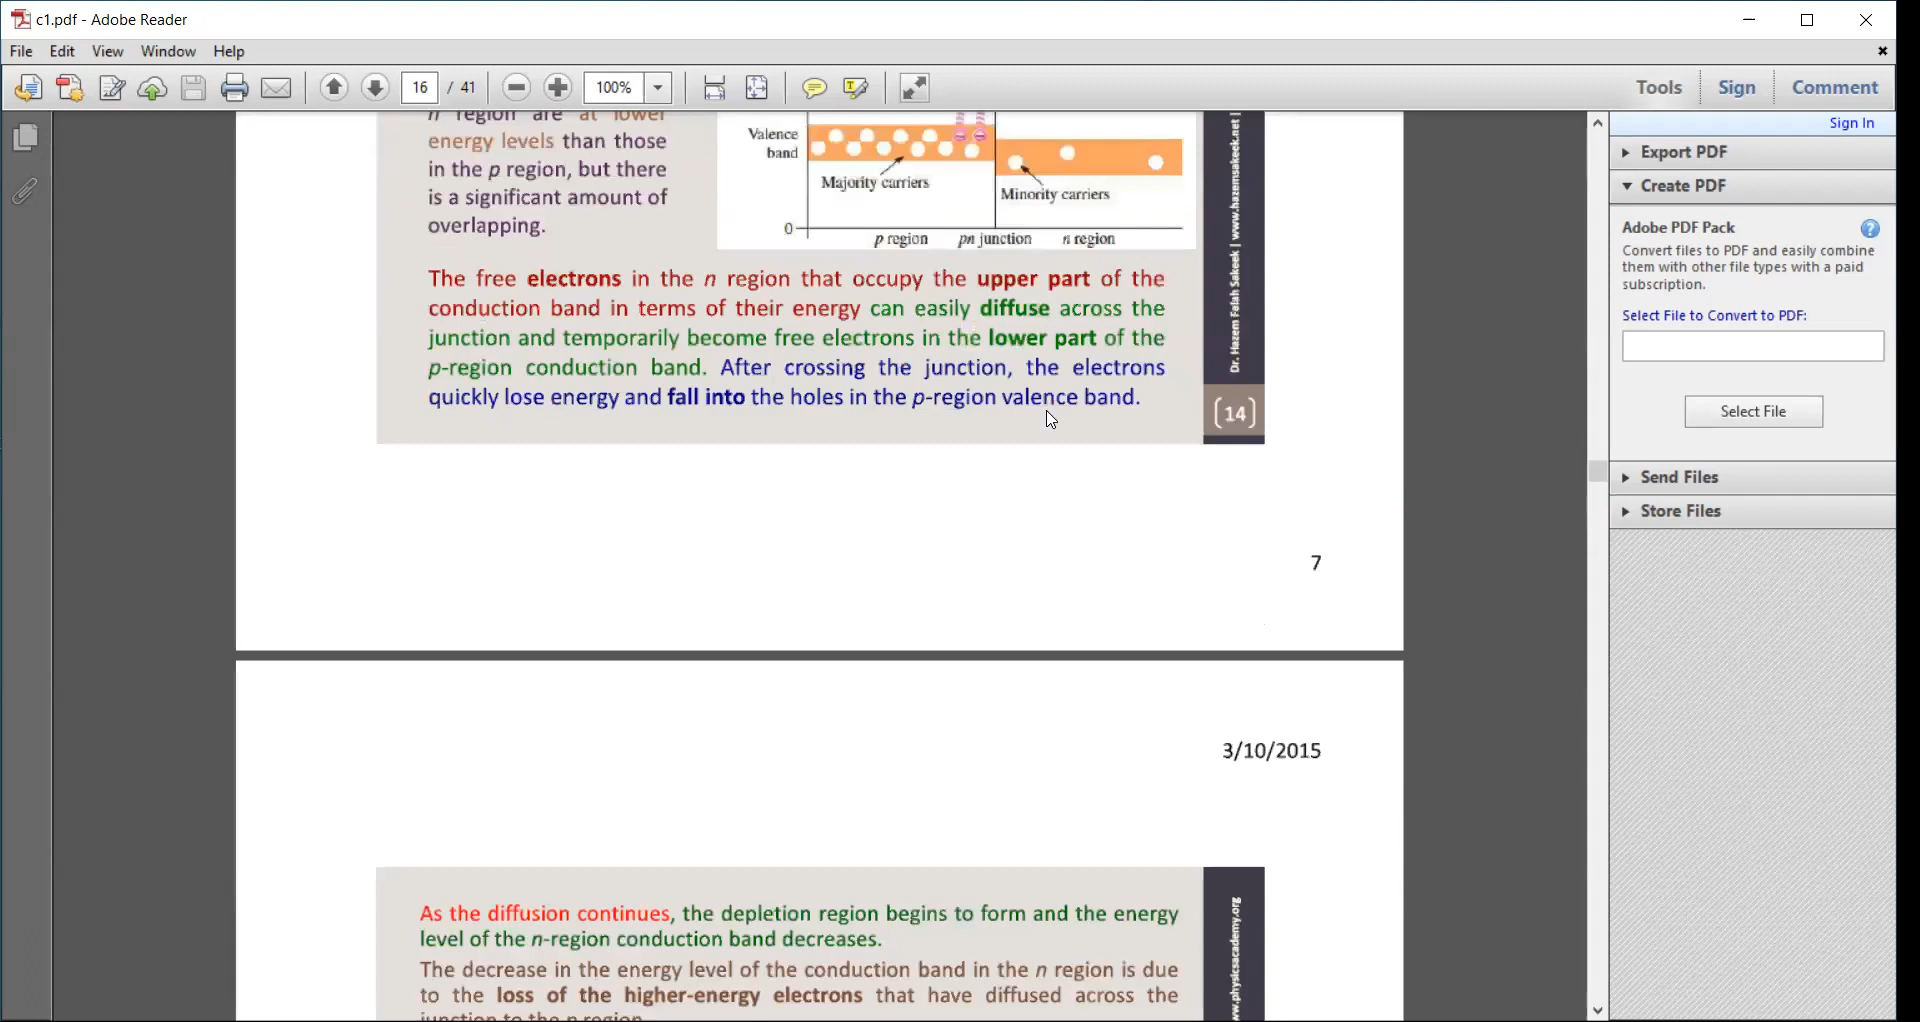 c1.pdf - Adobe Reader
File Edit View Window Help
16 / 41 100% Tools Sign Comment
n region are at lower
energy levels than those
in the p region, but there
is a significant amount of
overlapping.
Valence
band
Majority carriers
Minority carriers
0
p region pn junction n region
The free electrons in the n region that occupy the upper part of the
conduction band in terms of their energy can easily diffuse across the
junction and temporarily become free electrons in the lower part of the
p-region conduction band. After crossing the junction, the electrons
quickly lose energy and fall into the holes in the p-region valence band.
Dr. Hazem Falah Sakeek | www.hazemsakeek.net |
(14)
7
3/10/2015
As the diffusion continues, the depletion region begins to form and the energy
level of the n-region conduction band decreases.
The decrease in the energy level of the conduction band in the n region is due
to the loss of the higher-energy electrons that have diffused across the
junction to the p region.
ww.physicsacademy.org
Sign In
Export PDF
Create PDF
Adobe PDF Pack
Convert files to PDF and easily combine
them with other file types with a paid
subscription.
Select File to Convert to PDF:
Select File
Send Files
Store Files